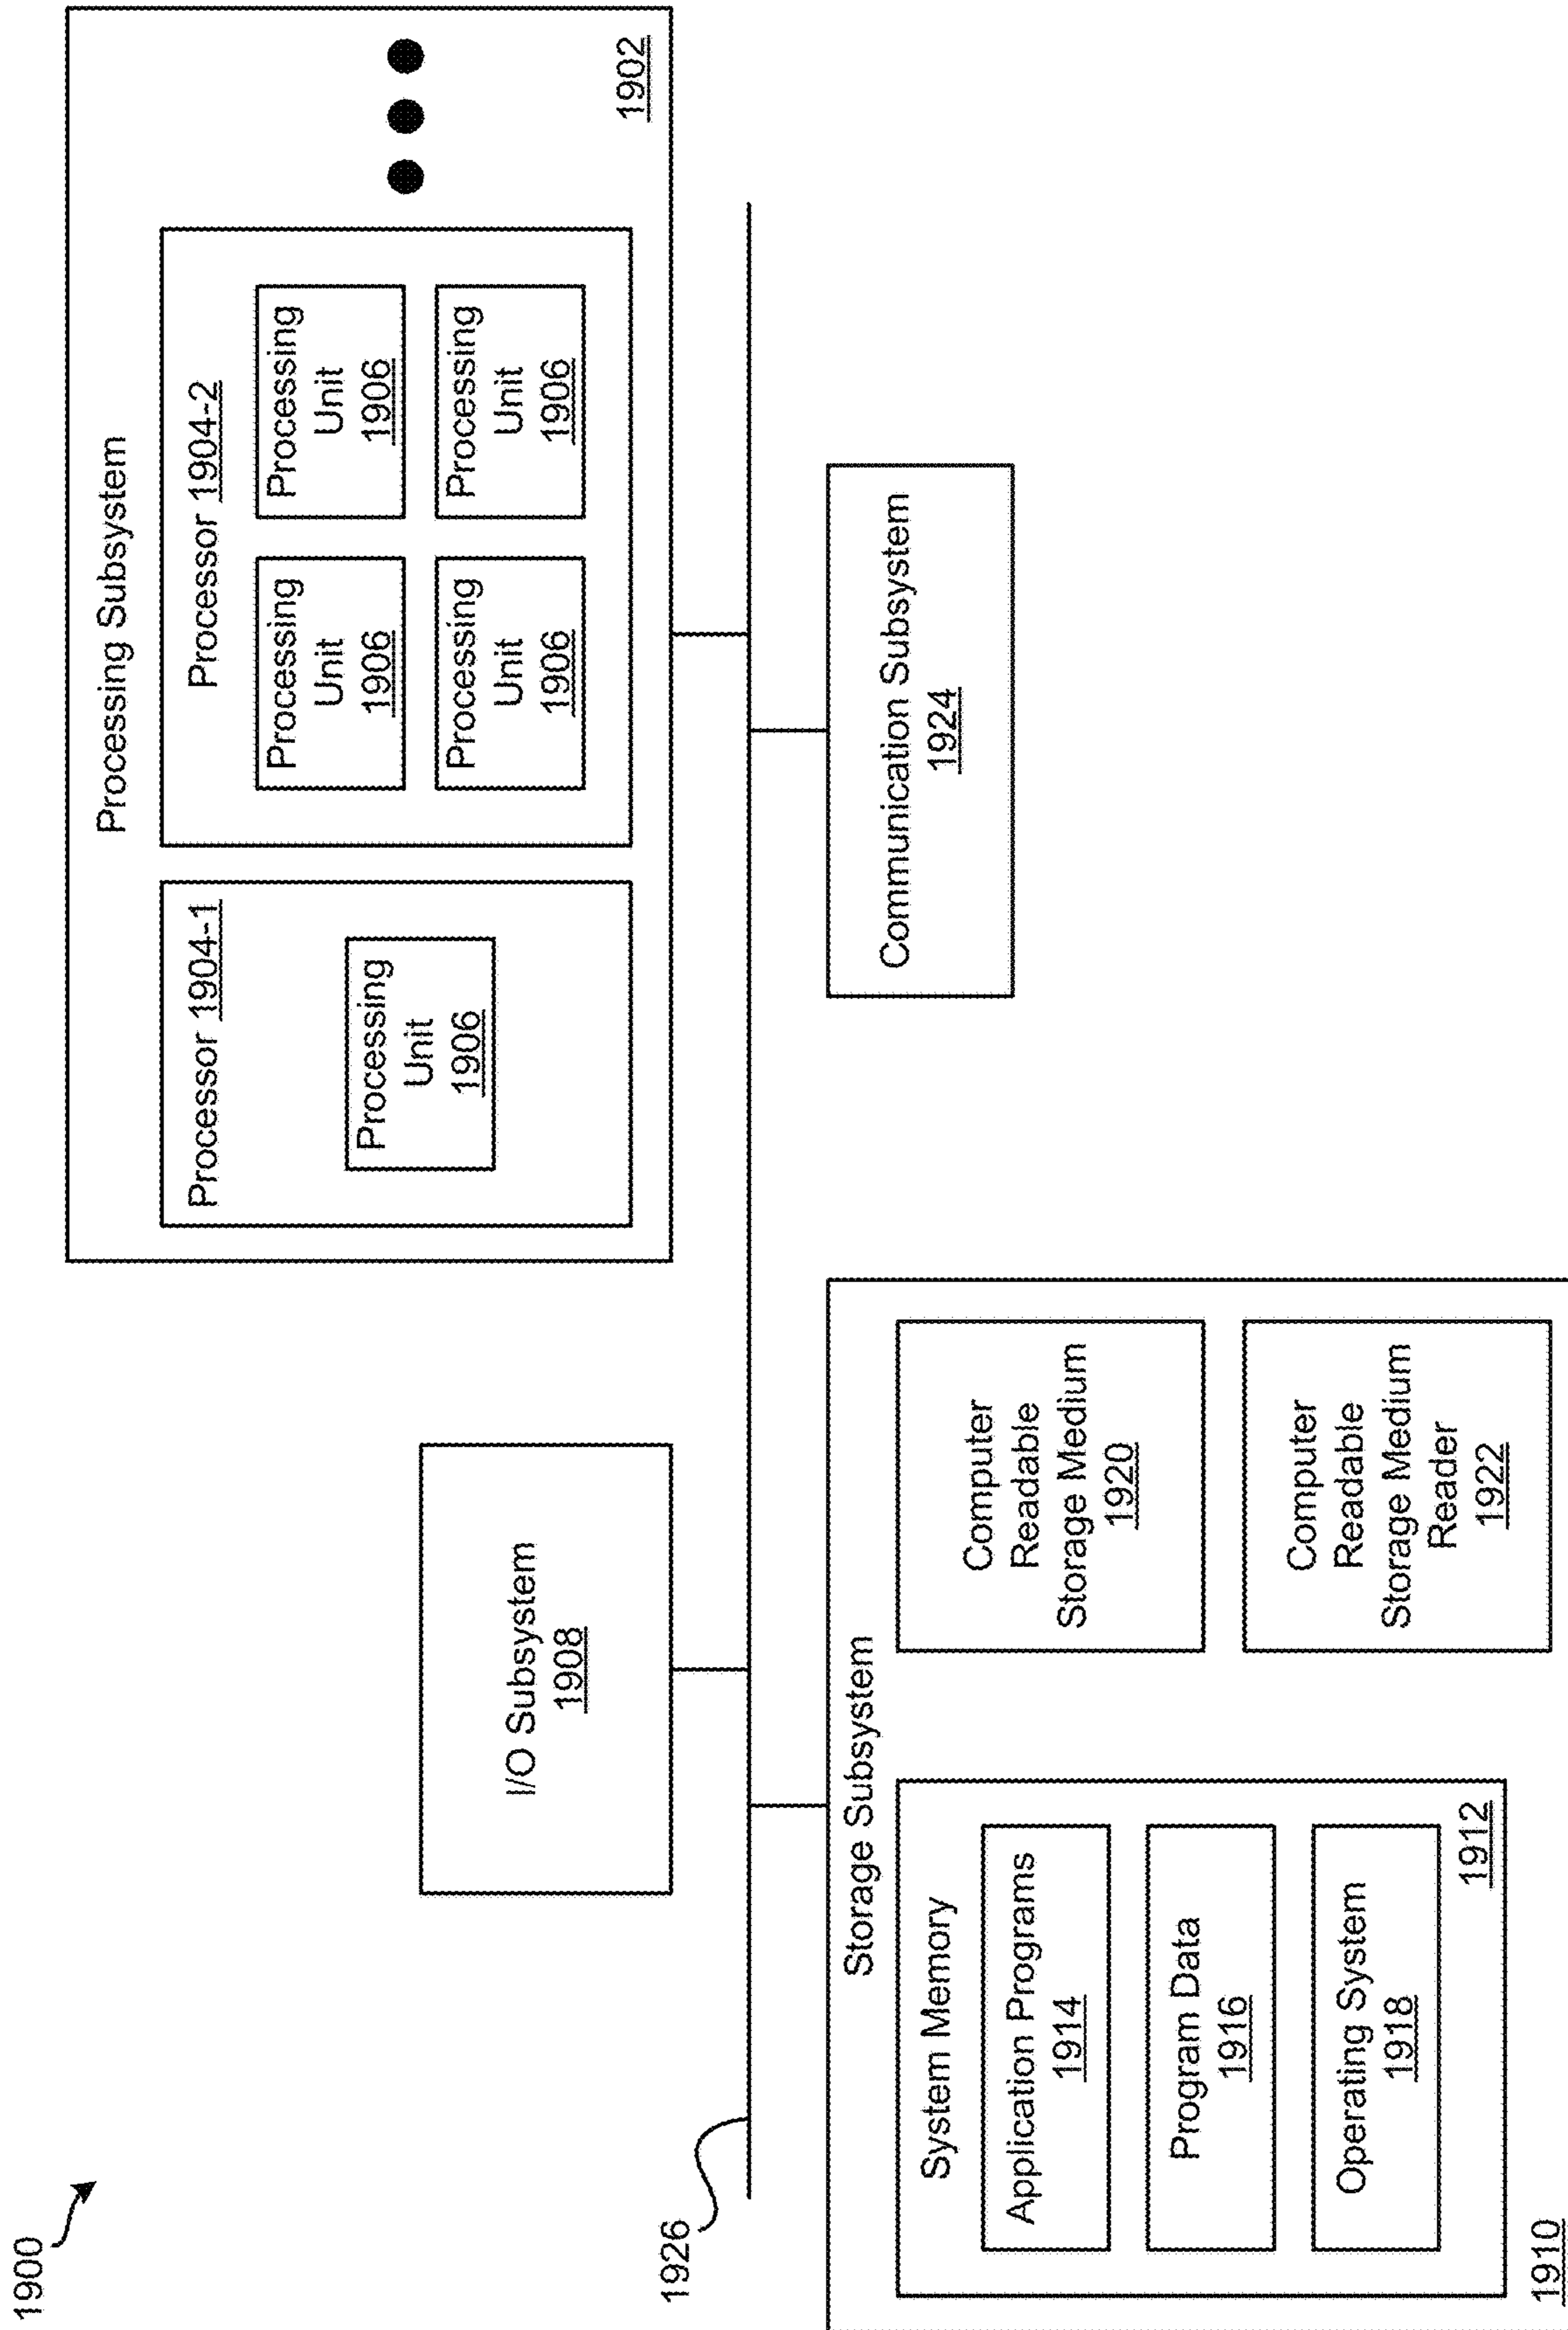 1900
Processing Subsystem
Processor 1904-1
Processing
Unit
1906
Processor 1904-2
Processing
Unit
1906
Processing
Unit
1906
Processing
Unit
1906
Processing
Unit
1906
1902
I/O Subsystem
1908
1926
Storage Subsystem
System Memory
Application Programs
1914
Program Data
1916
Operating System
1918
1912
Computer
Readable
Storage Medium
1920
Computer
Readable
Storage Medium
Reader
1922
1910
Communication Subsystem
1924